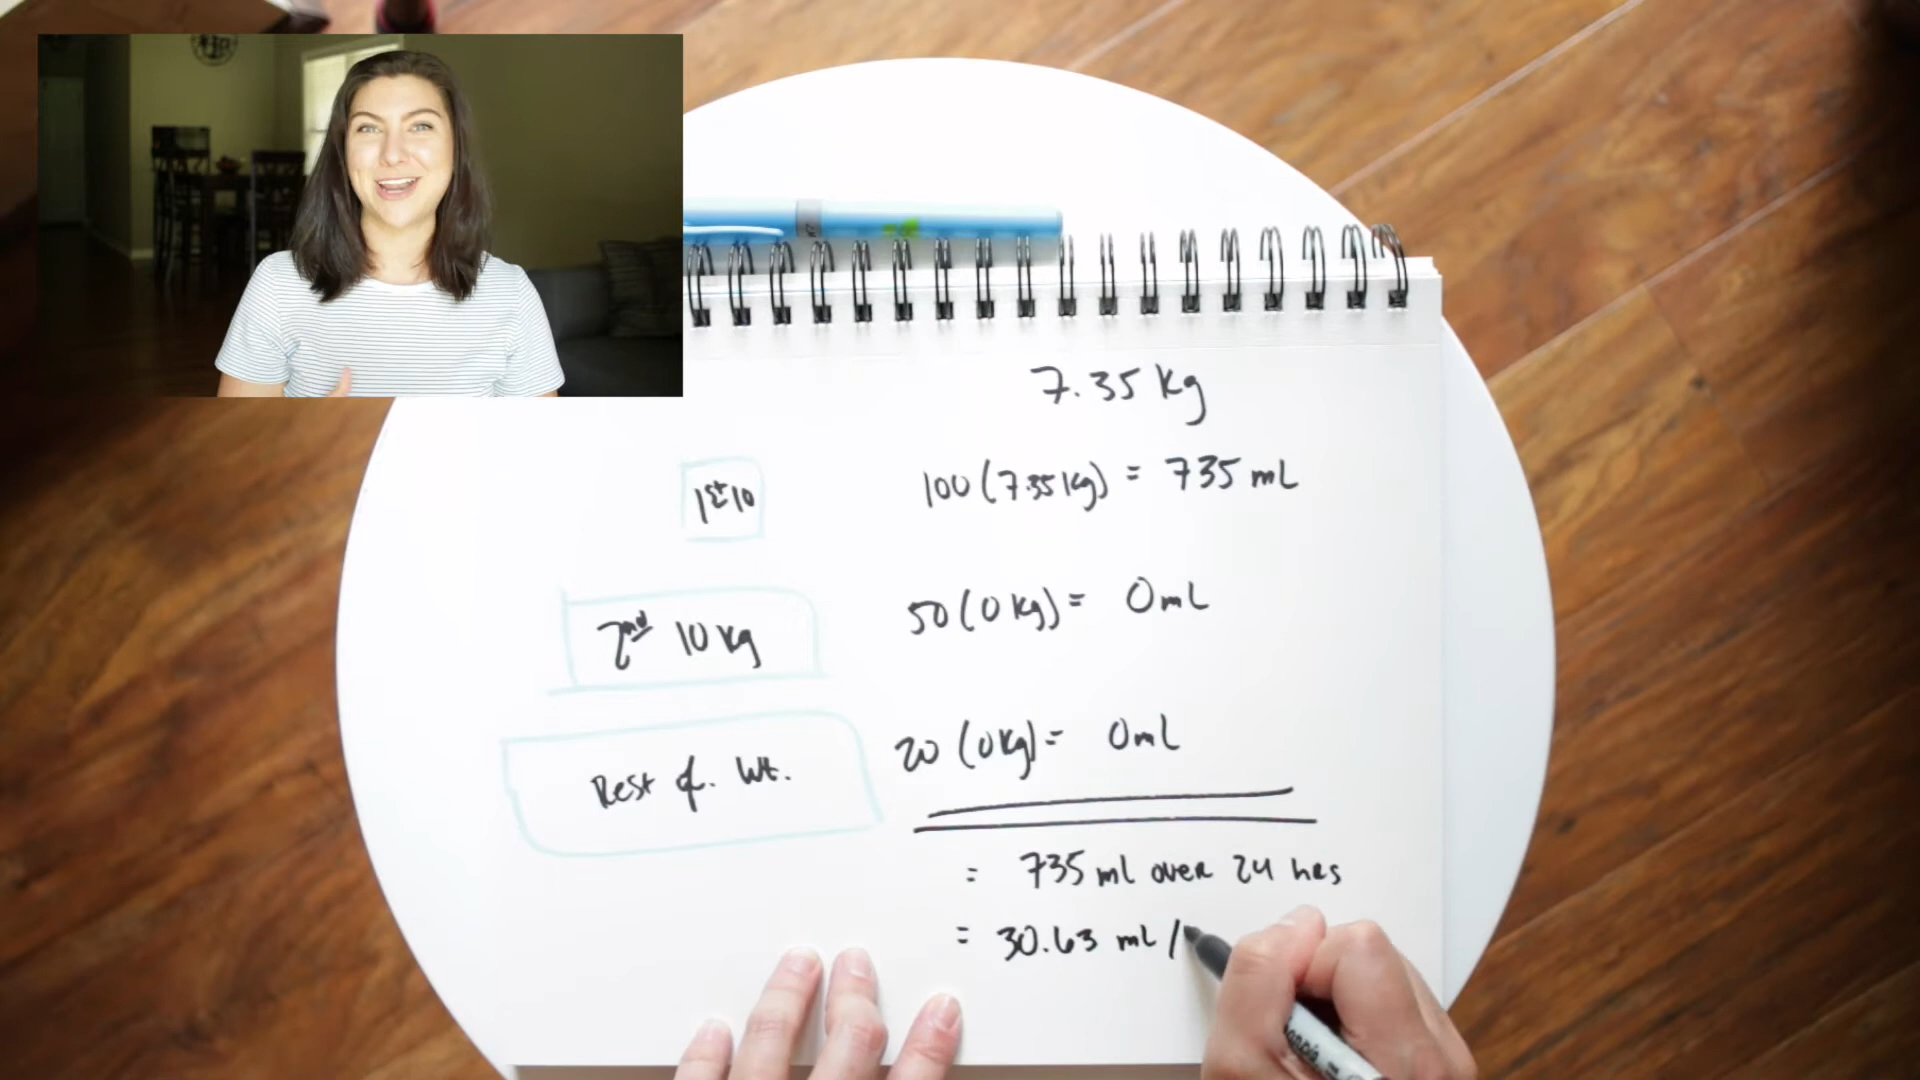 7.35 kg
1st 10
100 (7.35 kg) = 735 mL
2nd 10 kg
50 (0 kg) = 0 mL
Rest of. Wt.
20 (0 kg) = 0 mL
= 735 ml over 24 hrs
= 30.63 mL /